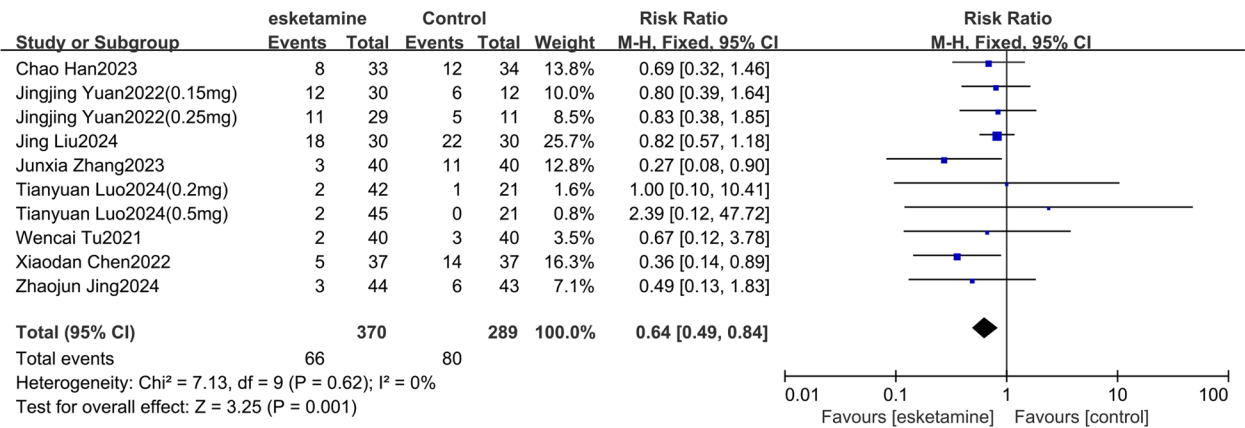 esketamine Control Risk Ratio Risk Ratio
Study or Subgroup Events Total Events Total Weight M-H, Fixed, 95% CI M-H, Fixed, 95% CI
Chao Han2023 8 33 12 34 13.8% 0.69 [0.32, 1.46]
Jingjing Yuan2022(0.15mg) 12 30 6 12 10.0% 0.80 [0.39, 1.64]
Jingjing Yuan2022(0.25mg) 11 29 5 11 8.5% 0.83 [0.38, 1.85]
Jing Liu2024 18 30 22 30 25.7% 0.82 [0.57, 1.18]
Junxia Zhang2023 3 40 11 40 12.8% 0.27 [0.08, 0.90]
Tianyuan Luo2024(0.2mg) 2 42 1 21 1.6% 1.00 [0.10, 10.41]
Tianyuan Luo2024(0.5mg) 2 45 0 21 0.8% 2.39 [0.12, 47.72]
Wencai Tu2021 2 40 3 40 3.5% 0.67 [0.12, 3.78]
Xiaodan Chen2022 5 37 14 37 16.3% 0.36 [0.14, 0.89]
Zhaojun Jing2024 3 44 6 43 7.1% 0.49 [0.13, 1.83]
Total (95% CI) 370 289 100.0% 0.64 [0.49, 0.84]
Total events 66 80
Heterogeneity: Chi² = 7.13, df = 9 (P = 0.62); I² = 0%
Test for overall effect: Z = 3.25 (P = 0.001)
0.01 0.1 1 10 100
Favours [esketamine] Favours [control]